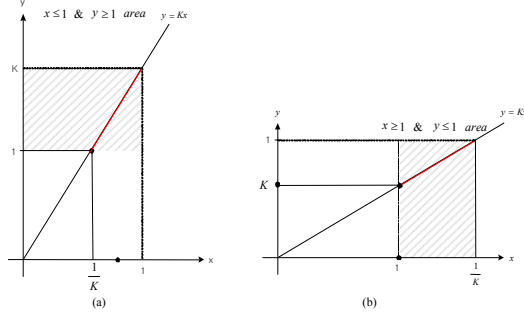 y
x ≤ 1 & y ≥ 1 area
y = Kx
K
1
x
1/K
1
(a)
y
y = Kx
x ≥ 1 & y ≤ 1 area
1
K
x
1
1/K
(b)